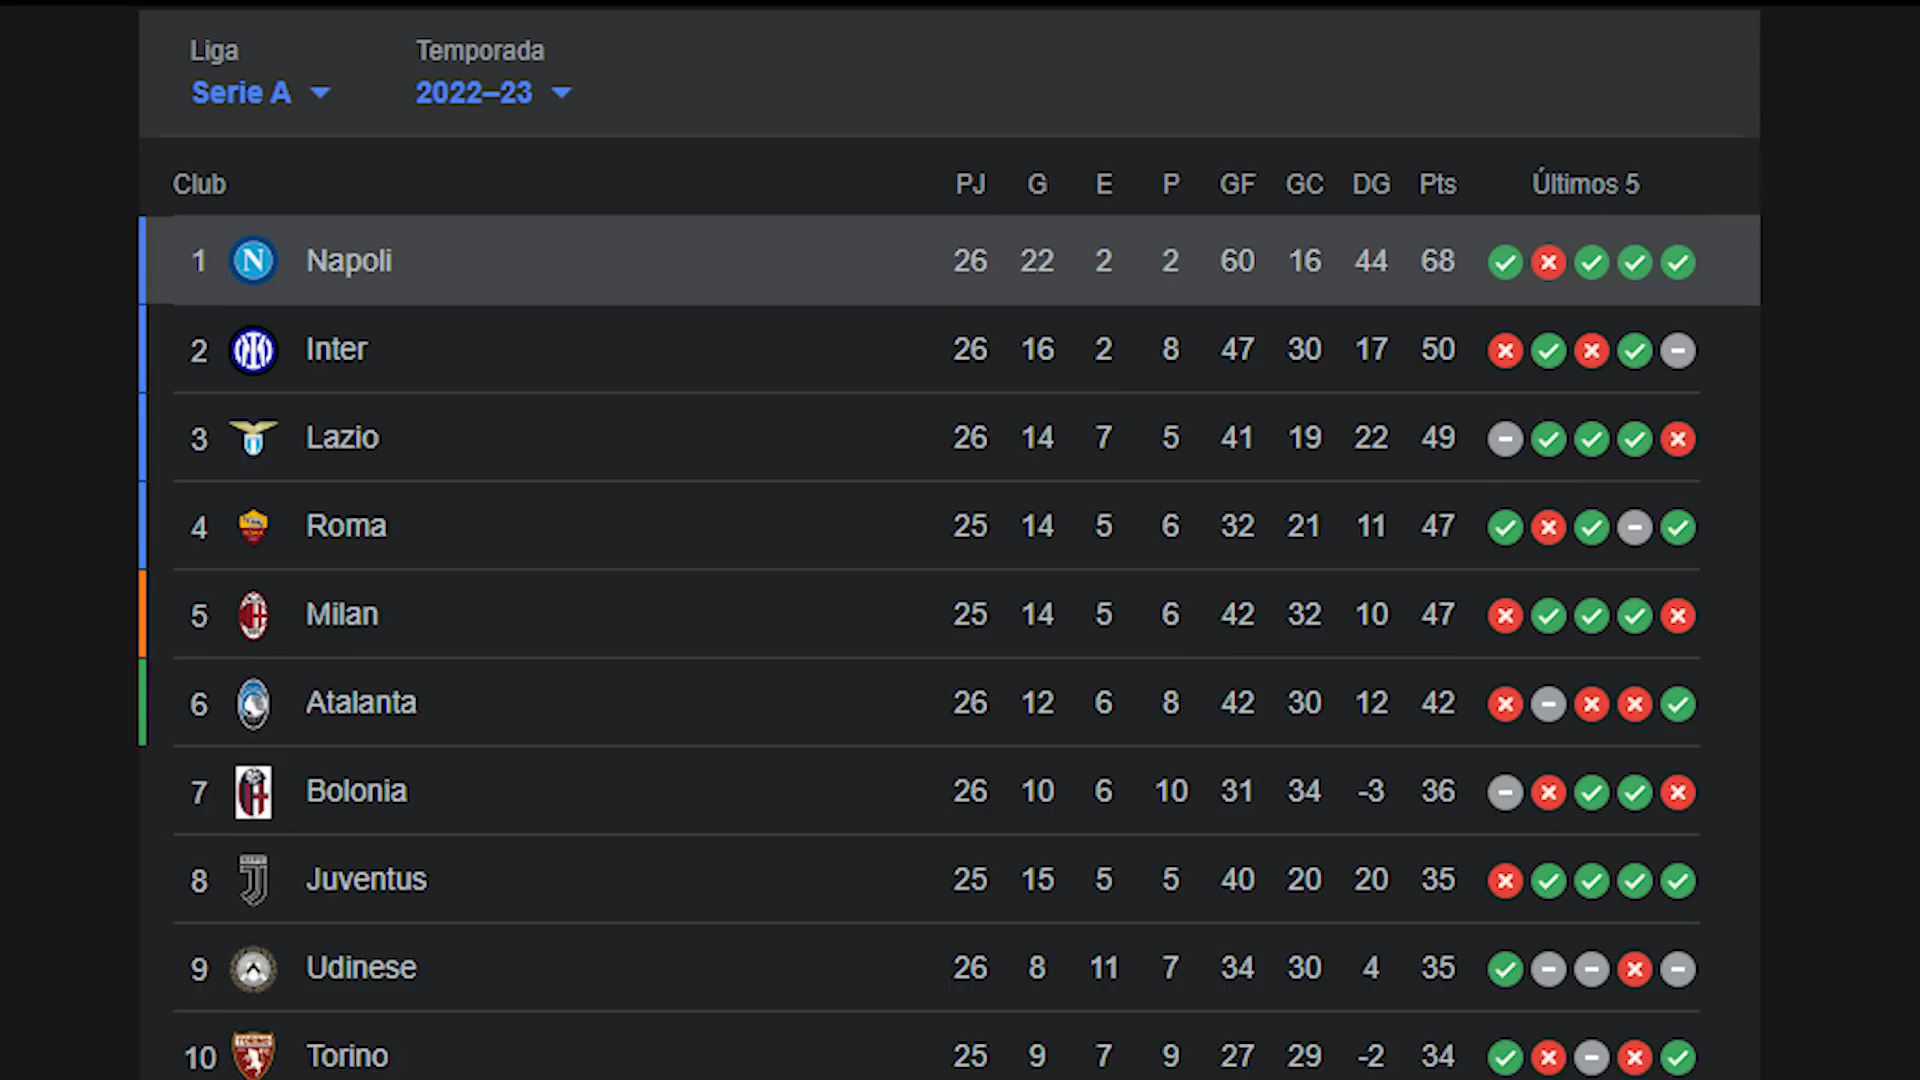 Liga Temporada
Serie A 2022–23
Club PJ G E P GF GC DG Pts Últimos 5
1 N Napoli 26 22 2 2 60 16 44 68
2 Inter 26 16 2 8 47 30 17 50
3 Lazio 26 14 7 5 41 19 22 49
4 Roma 25 14 5 6 32 21 11 47
5 Milan 25 14 5 6 42 32 10 47
6 Atalanta 26 12 6 8 42 30 12 42
7 Bolonia 26 10 6 10 31 34 -3 36
8 Juventus 25 15 5 5 40 20 20 35
9 Udinese 26 8 11 7 34 30 4 35
10 Torino 25 9 7 9 27 29 -2 34